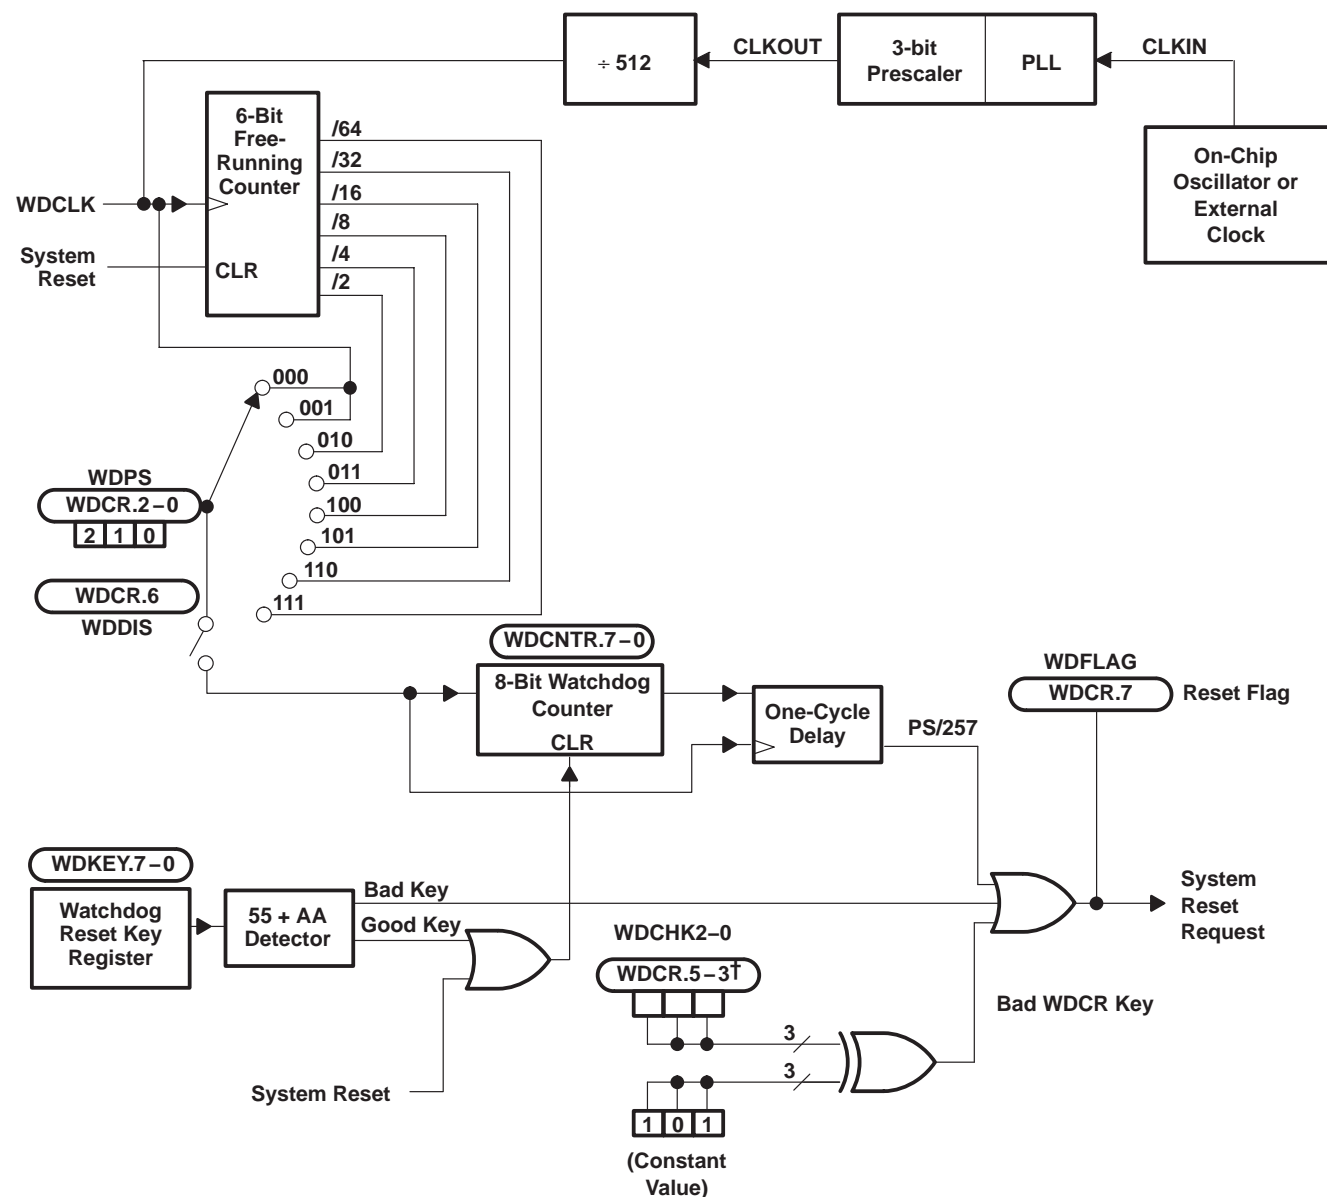 ÷ 512
CLKOUT
3-bit
Prescaler
PLL
CLKIN
On-Chip
Oscillator or
External
Clock
6-Bit
Free-
Running
Counter
CLR
/64
/32
/16
/8
/4
/2
WDCLK
System
Reset
000
001
010
011
100
101
110
111
WDPS
WDCR.2–0
2 1 0
WDCR.6
WDDIS
WDCNTR.7–0
8-Bit Watchdog
Counter
CLR
One-Cycle
Delay
PS/257
WDFLAG
WDCR.7
Reset Flag
WDKEY.7–0
Watchdog
Reset Key
Register
55 + AA
Detector
Bad Key
Good Key
System Reset
WDCHK2–0
WDCR.5–3†
3
3
1 0 1
(Constant
Value)
Bad WDCR Key
System
Reset
Request